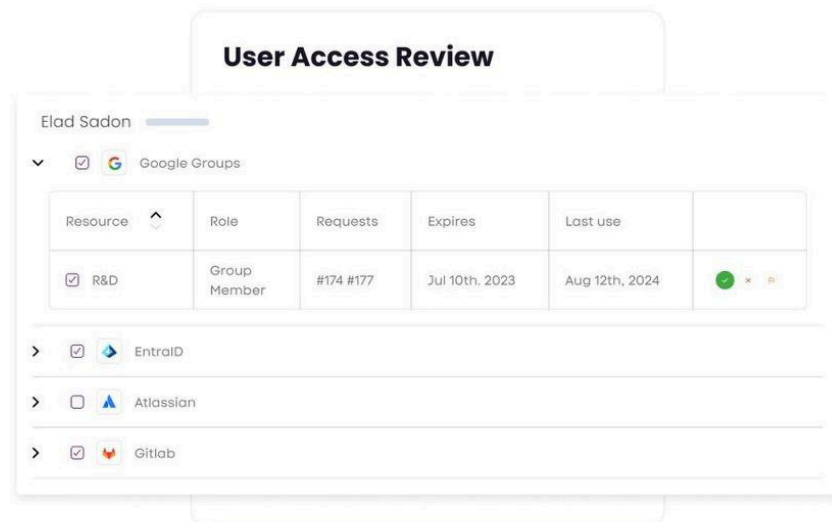 User Access Review
Elad Sadon
Google Groups
Resource Role Requests Expires Last use
R&D Group Member #174 #177 Jul 10th. 2023 Aug 12th, 2024
EntraID
Atlassian
Gitlab